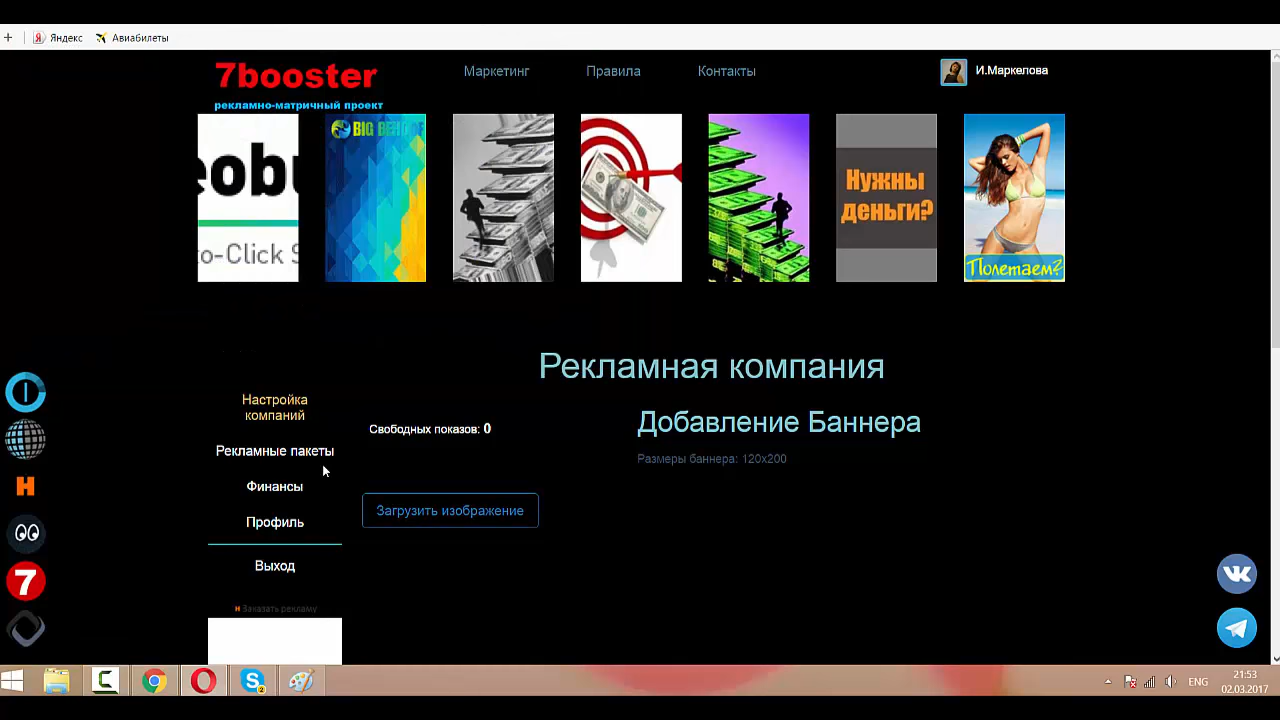 Яндекс
Авиабилеты
7booster
рекламно-матричный проект
Маркетинг
Правила
Контакты
И.Маркелова
BIG
Нужны
деньги?
to-Click
Полетаем?
Рекламная компания
Настройка
компаний
Свободных показов: 0
Добавление Баннера
Рекламные пакеты
Размеры баннера: 120x200
Финансы
Загрузить изображение
Профиль
Выход
Заказать рекламу
ENG
21:53
02.03.2017